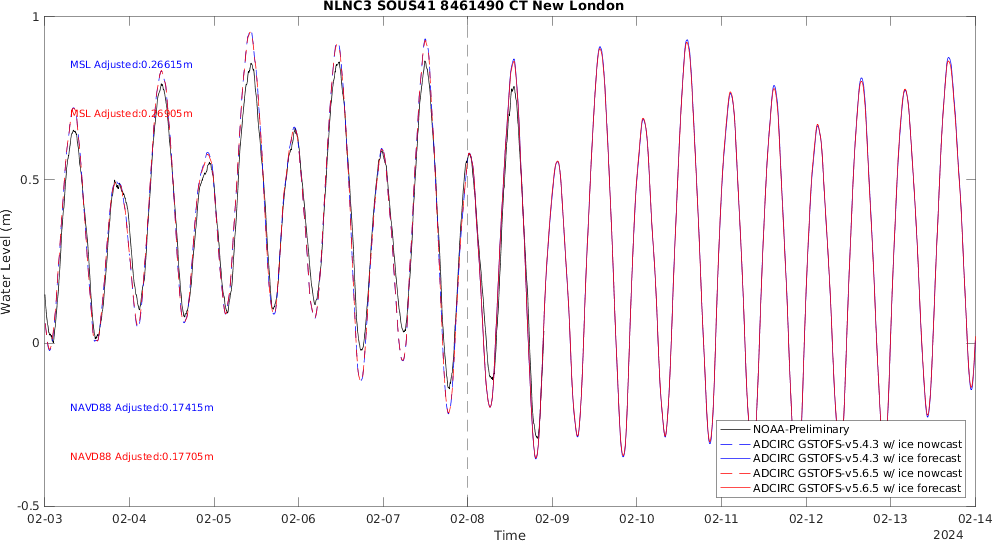 NLNC3 SOUS41 8461490 CT New London
1
MSL Adjusted:0.26615m
MSL Adjusted:0.26905m
0.5
Water Level (m)
0
NAVD88 Adjusted:0.17415m
NAVD88 Adjusted:0.17705m
NOAA-Preliminary
ADCIRC GSTOFS-v5.4.3 w/ ice nowcast
ADCIRC GSTOFS-v5.4.3 w/ ice forecast
ADCIRC GSTOFS-v5.6.5 w/ ice nowcast
ADCIRC GSTOFS-v5.6.5 w/ ice forecast
-0.5
02-03 02-04 02-05 02-06 02-07 02-08 02-09 02-10 02-11 02-12 02-13 02-14
Time
2024